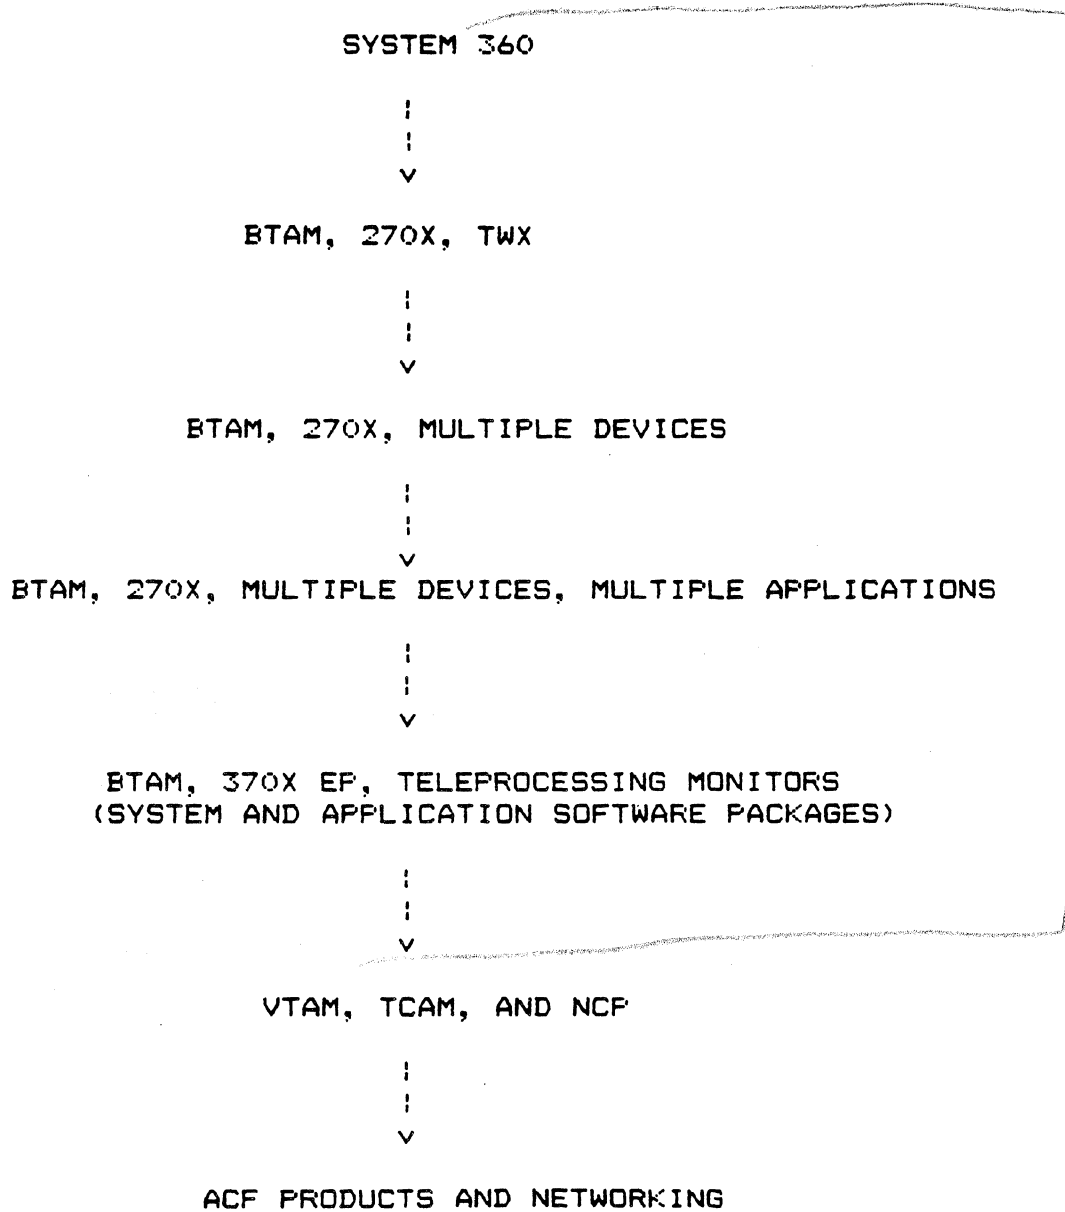 SYSTEM 360
BTAM, 270X, TWX
BTAM, 270X, MULTIPLE DEVICES
BTAM, 270X, MULTIPLE DEVICES, MULTIPLE APPLICATIONS
BTAM, 370X EP, TELEPROCESSING MONITORS
(SYSTEM AND APPLICATION SOFTWARE PACKAGES)
VTAM, TCAM, AND NCP
ACF PRODUCTS AND NETWORKING